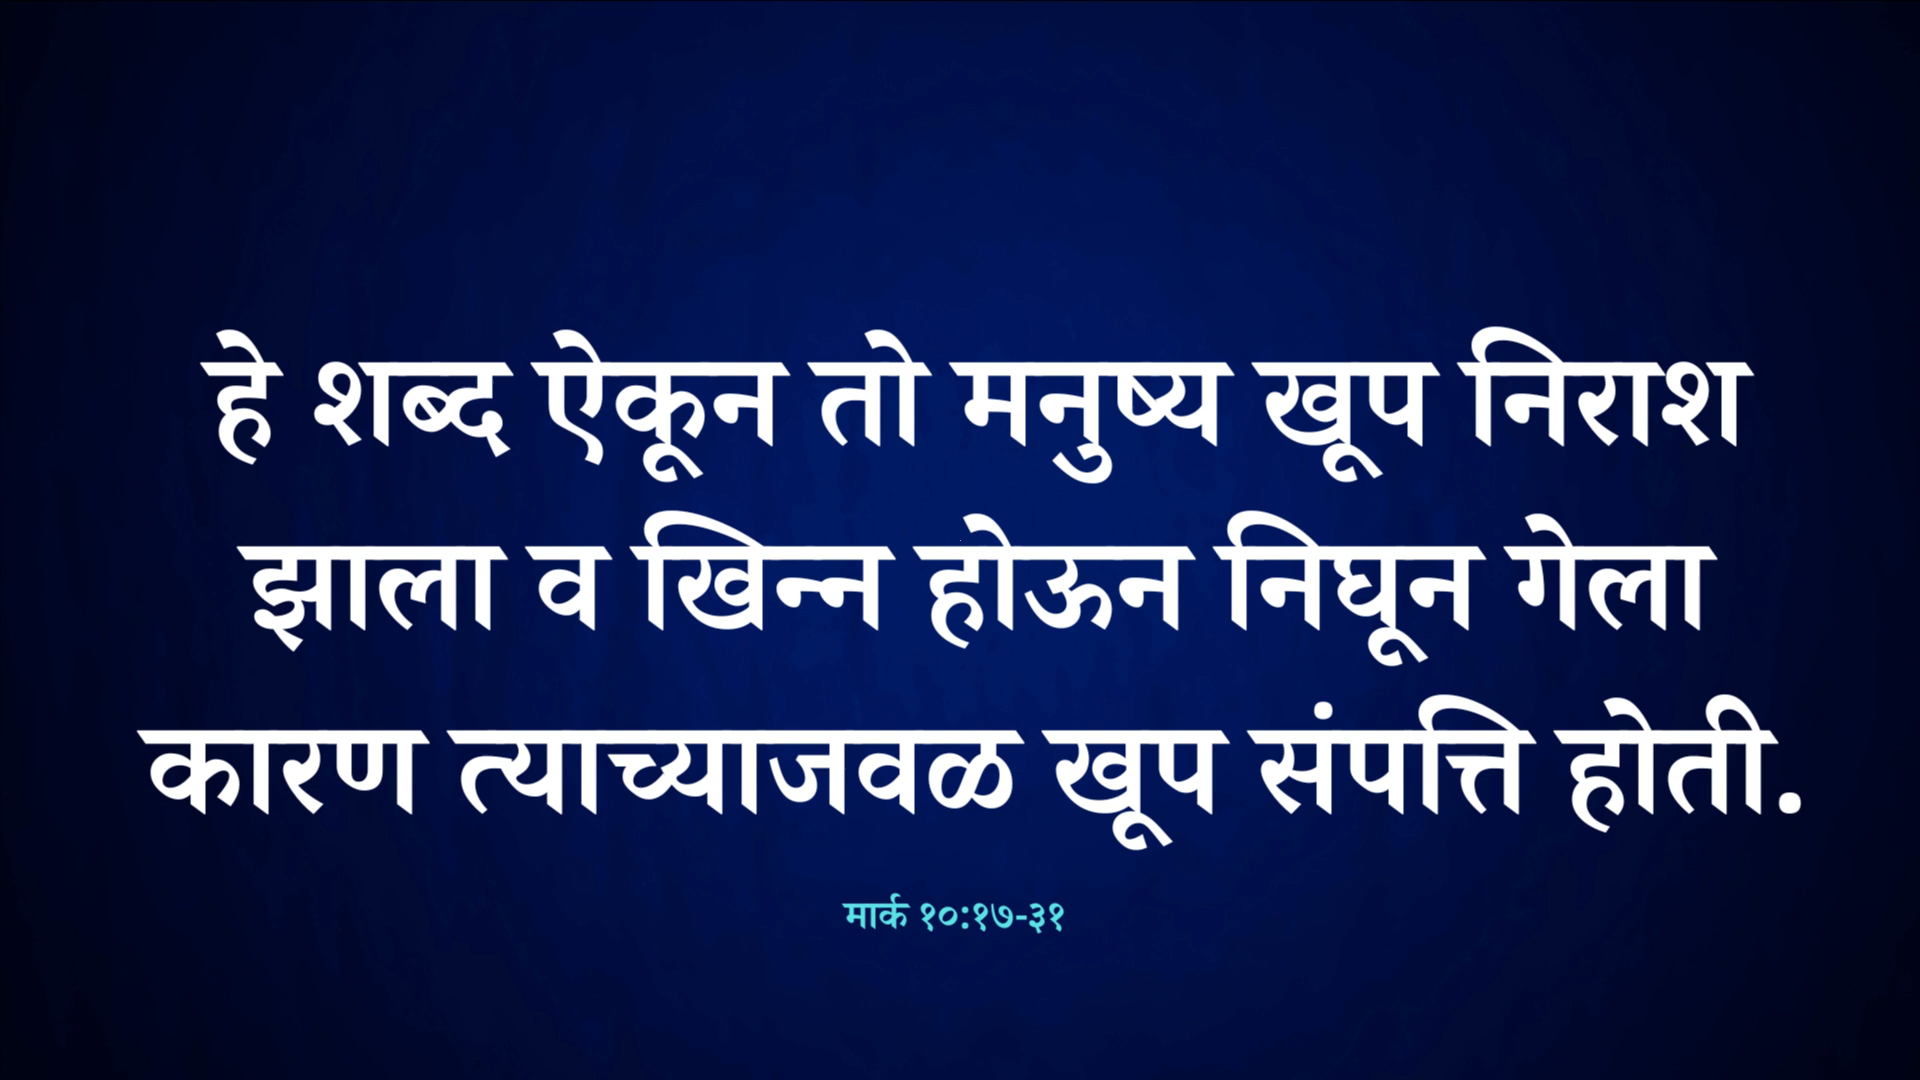 हे शब्द ऐकून तो मनुष्य खूप निराश
झाला व खिन्न होऊन निघून गेला
कारण त्याच्याजवळ खूप संपत्ति होती.
मार्क १०:१७-३१